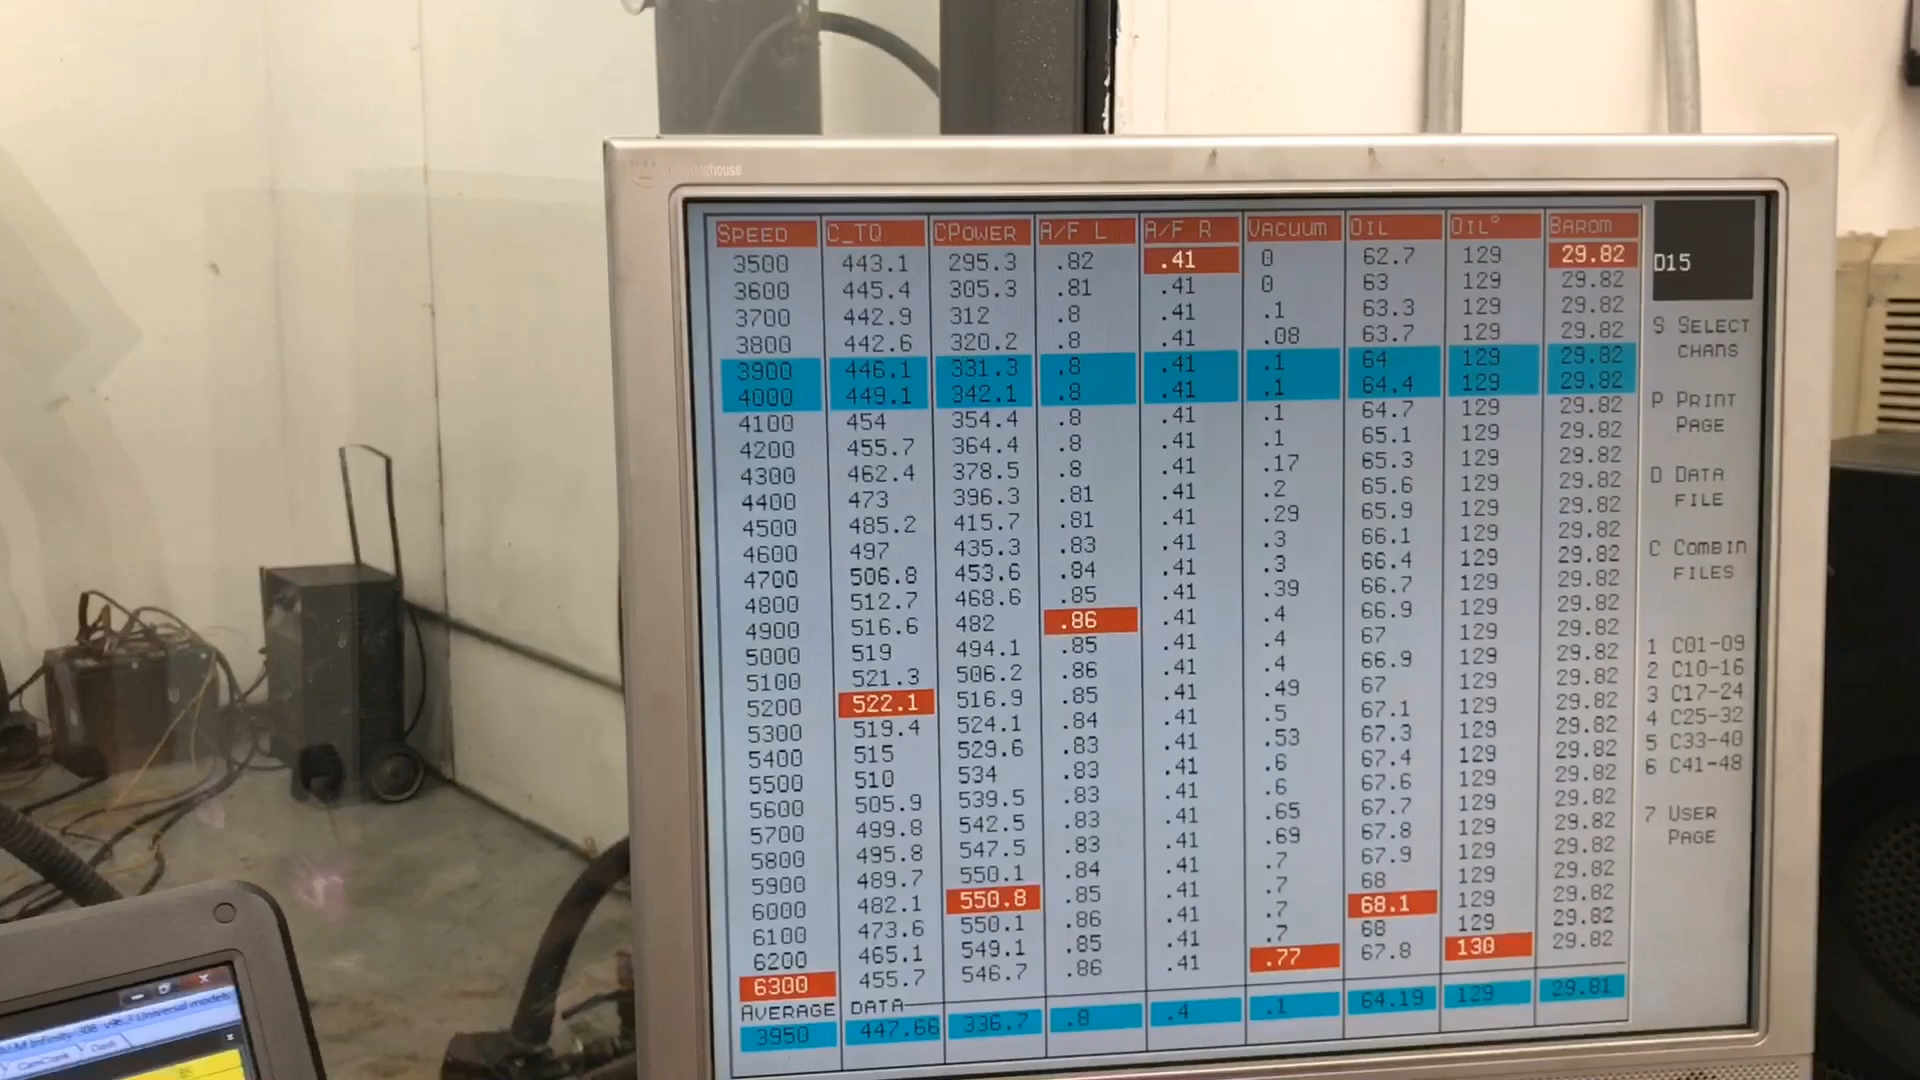 Westinghouse
SPEED C_TQ CPOWER A/F L A/F R VACUUM OIL OIL° BAROM
3500 443.1 295.3 .82 .41 0 62.7 129 29.82
3600 445.4 305.3 .81 .41 0 63 129 29.82
3700 442.9 312 .8 .41 .1 63.3 129 29.82
3800 442.6 320.2 .8 .41 .08 63.7 129 29.82
3900 446.1 331.3 .8 .41 .1 64 129 29.82
4000 449.1 342.1 .8 .41 .1 64.4 129 29.82
4100 454 354.4 .8 .41 .1 64.7 129 29.82
4200 455.7 364.4 .8 .41 .1 65.1 129 29.82
4300 462.4 378.5 .8 .41 .17 65.3 129 29.82
4400 473 396.3 .81 .41 .2 65.6 129 29.82
4500 485.2 415.7 .81 .41 .29 65.9 129 29.82
4600 497 435.3 .83 .41 .3 66.1 129 29.82
4700 506.8 453.6 .84 .41 .3 66.4 129 29.82
4800 512.7 468.6 .85 .41 .39 66.7 129 29.82
4900 516.6 482 .86 .41 .4 66.9 129 29.82
5000 519 494.1 .85 .41 .4 67 129 29.82
5100 521.3 506.2 .86 .41 .4 66.9 129 29.82
5200 522.1 516.9 .85 .41 .49 67 129 29.82
5300 519.4 524.1 .84 .41 .5 67.1 129 29.82
5400 515 529.6 .83 .41 .53 67.3 129 29.82
5500 510 534 .83 .41 .6 67.4 129 29.82
5600 505.9 539.5 .83 .41 .6 67.6 129 29.82
5700 499.8 542.5 .83 .41 .65 67.7 129 29.82
5800 495.8 547.5 .83 .41 .69 67.8 129 29.82
5900 489.7 550.1 .84 .41 .7 67.9 129 29.82
6000 482.1 550.8 .85 .41 .7 68 129 29.82
6100 473.6 550.1 .86 .41 .7 68.1 129 29.82
6200 465.1 549.1 .85 .41 .7 68 129 29.82
6300 455.7 546.7 .86 .41 .77 67.8 130 29.82
AVERAGE DATA
3950 447.66 336.7 .8 .4 .1 64.19 129 29.81
D15
S SELECT
CHANS
P PRINT
PAGE
D DATA
FILE
C COMBIN
FILES
1 C01-09
2 C10-16
3 C17-24
4 C25-32
5 C33-40
6 C41-48
7 USER
PAGE
Infinity 308 v96.3 Universal models